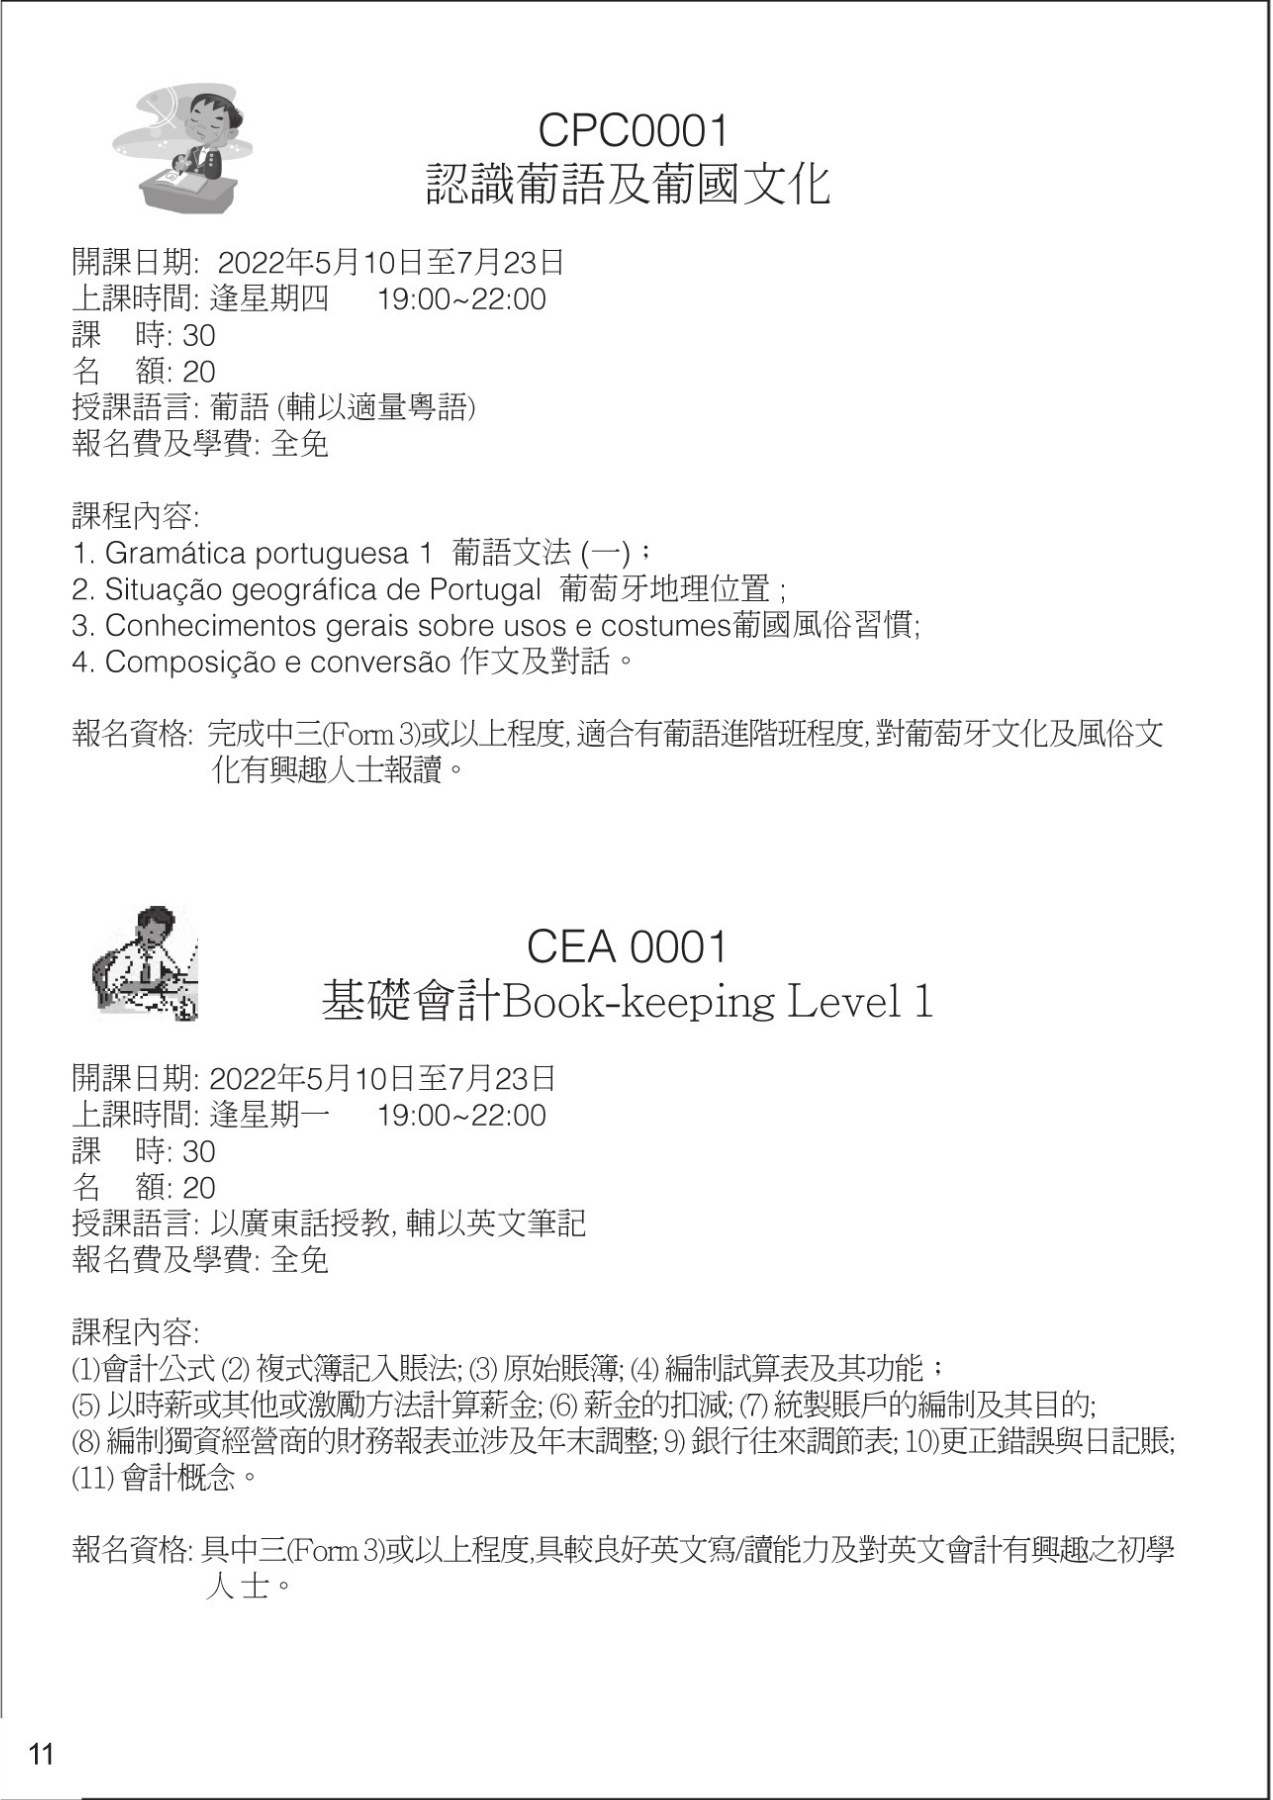 CPC0001
認識葡語及葡國文化
開課日期: 2022年5月10日至7月23日
上課時間: 逢星期四 19:00~22:00
課 時: 30
名 額: 20
授課語言: 葡語 (輔以適量粵語)
報名費及學費: 全免
課程內容:
1. Gramática portuguesa 1 葡語文法 (一)；
2. Situação geográfica de Portugal 葡萄牙地理位置 ;
3. Conhecimentos gerais sobre usos e costumes葡國風俗習慣;
4. Composição e conversão 作文及對話。
報名資格: 完成中三(Form 3)或以上程度, 適合有葡語進階班程度, 對葡萄牙文化及風俗文
化有興趣人士報讀。
CEA 0001
基礎會計Book-keeping Level 1
開課日期: 2022年5月10日至7月23日
上課時間: 逢星期一 19:00~22:00
課 時: 30
名 額: 20
授課語言: 以廣東話授教, 輔以英文筆記
報名費及學費: 全免
課程內容:
(1)會計公式 (2) 複式簿記入賬法; (3) 原始賬簿; (4) 編制試算表及其功能；
(5) 以時薪或其他或激勵方法計算薪金; (6) 薪金的扣減; (7) 統製賬戶的編制及其目的;
(8) 編制獨資經營商的財務報表並涉及年末調整; 9) 銀行往來調節表; 10)更正錯誤與日記賬;
(11) 會計概念。
報名資格: 具中三(Form 3)或以上程度,具較良好英文寫/讀能力及對英文會計有興趣之初學
人 士。
11